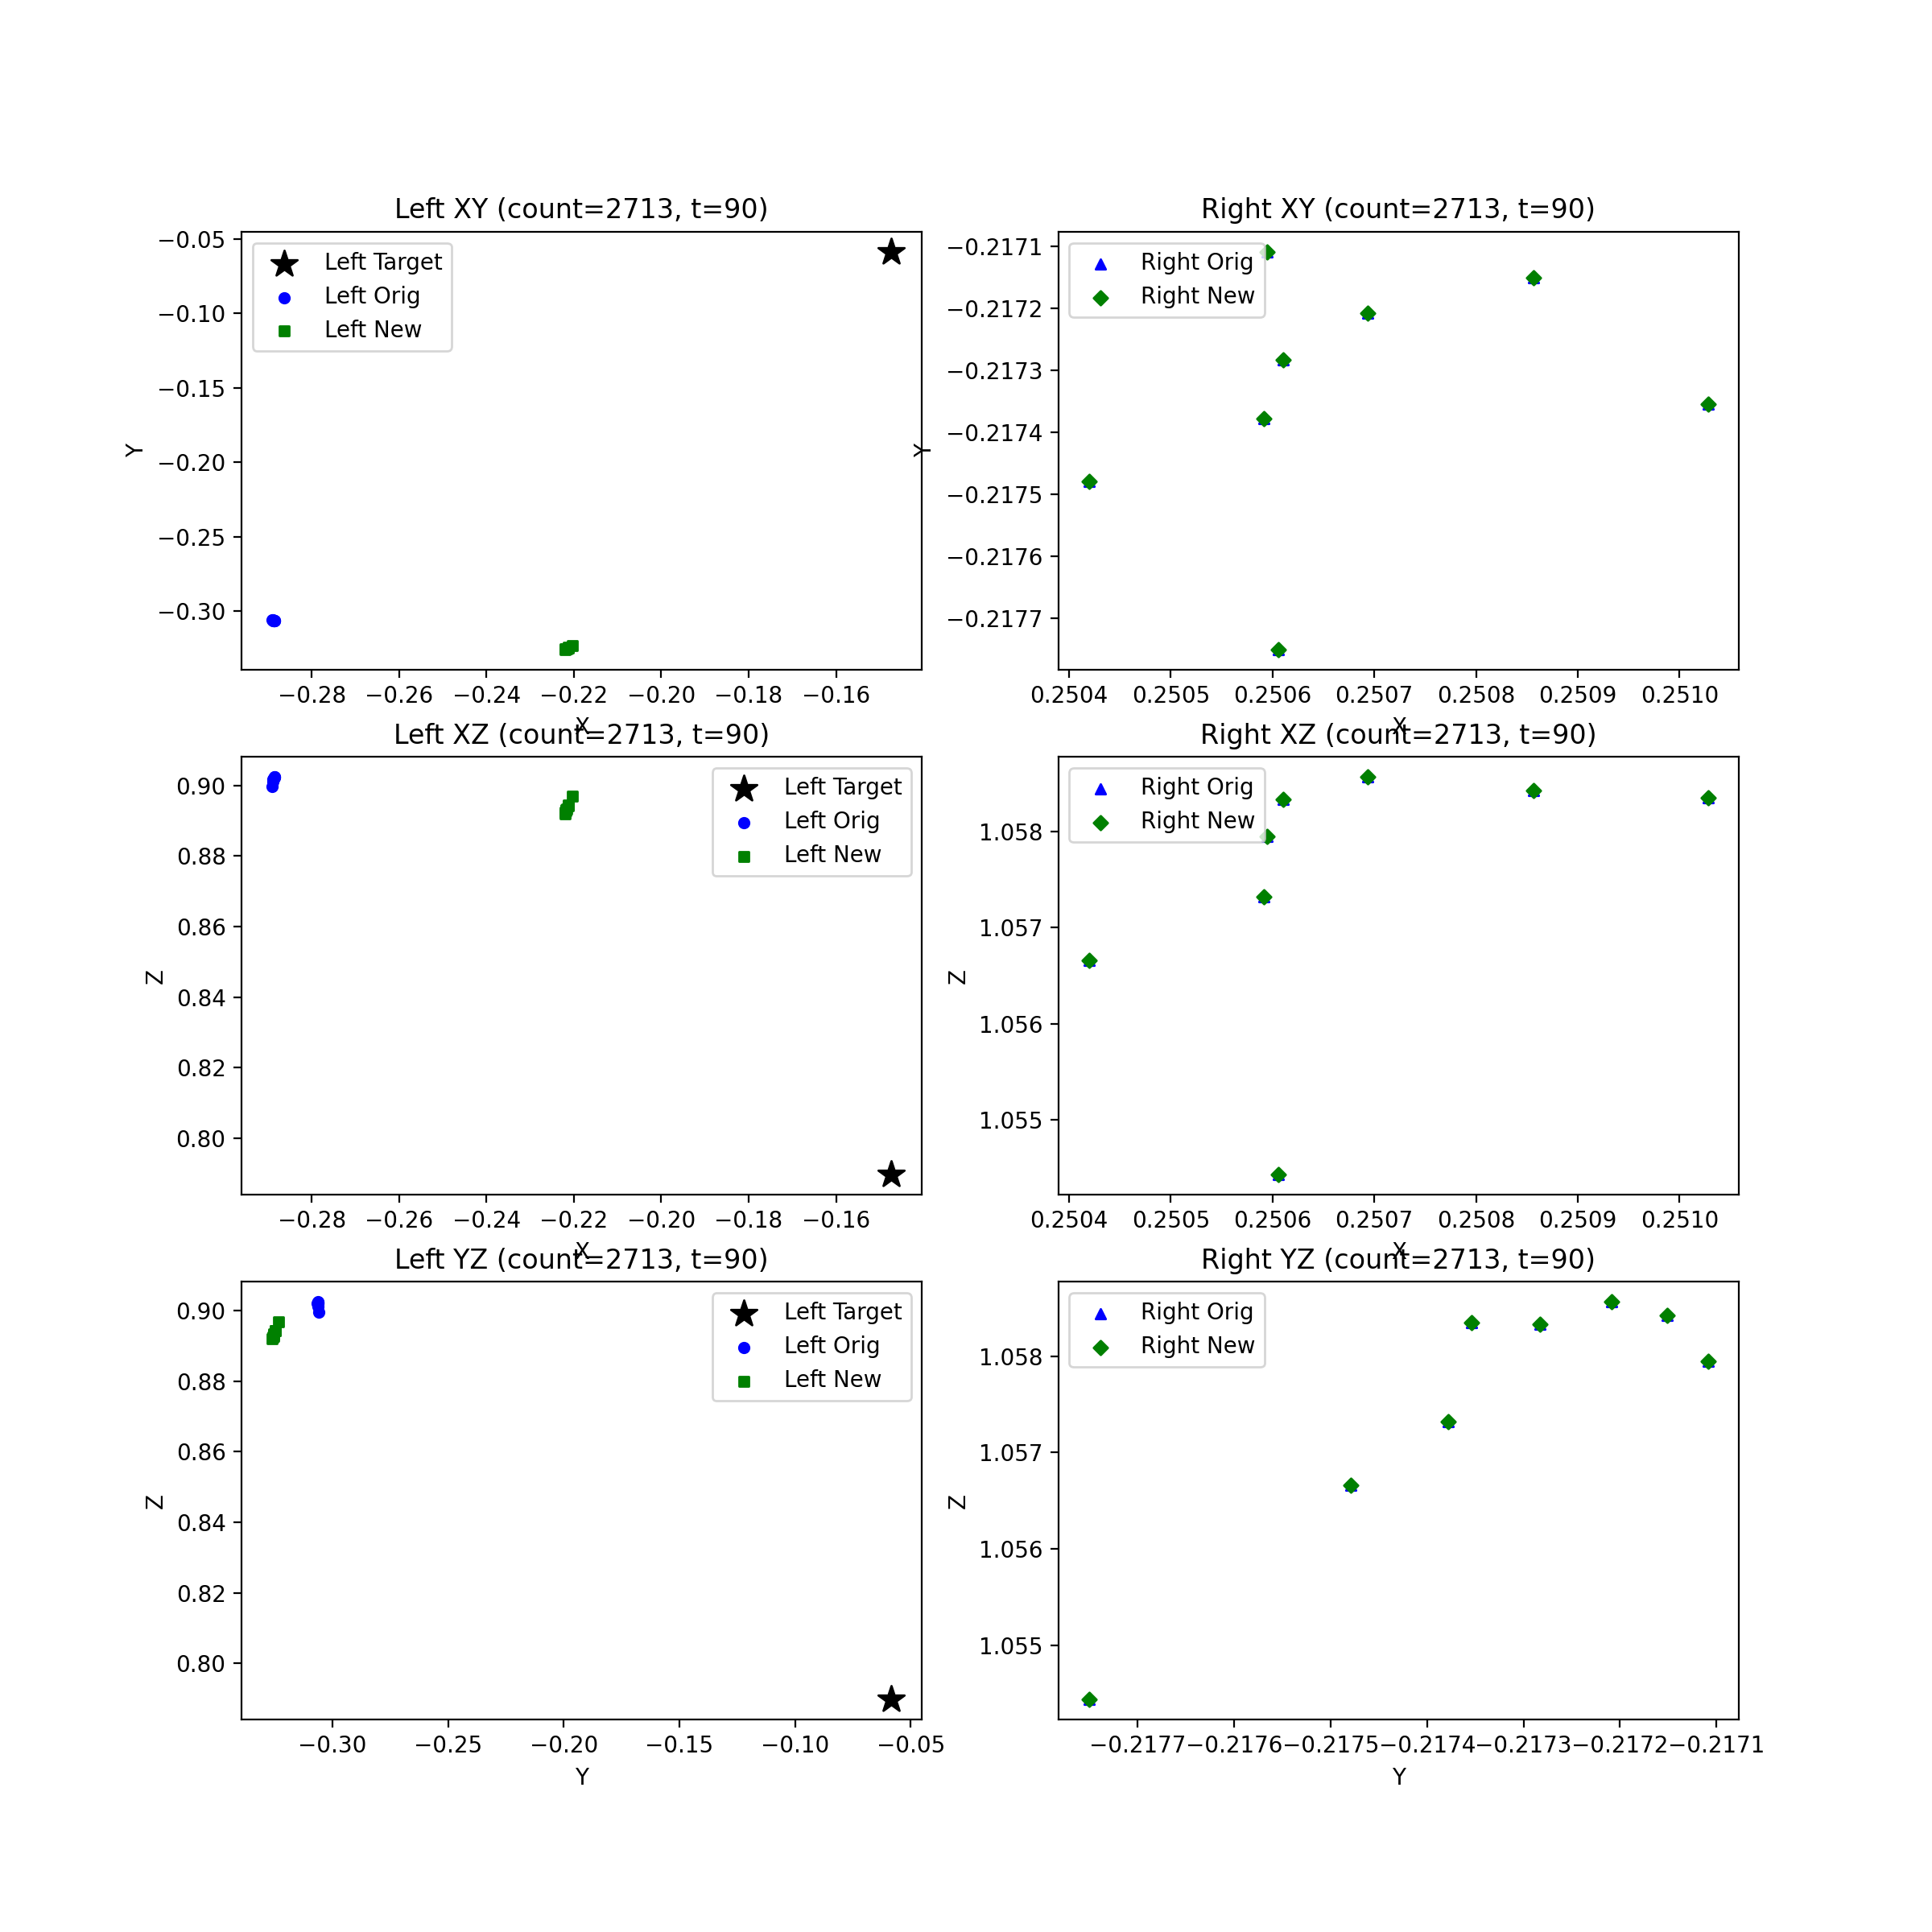 Left XY (count=2713, t=90)
Left Target
Left Orig
Left New
−0.05
−0.10
−0.15
−0.20
−0.25
−0.30
Y
−0.28 −0.26 −0.24 −0.22 −0.20 −0.18 −0.16
X
Right XY (count=2713, t=90)
Right Orig
Right New
−0.2171
−0.2172
−0.2173
−0.2174
−0.2175
−0.2176
−0.2177
Y
0.2504 0.2505 0.2506 0.2507 0.2508 0.2509 0.2510
X
Left XZ (count=2713, t=90)
Left Target
Left Orig
Left New
0.90
0.88
0.86
0.84
0.82
0.80
Z
−0.28 −0.26 −0.24 −0.22 −0.20 −0.18 −0.16
X
Right XZ (count=2713, t=90)
Right Orig
Right New
1.058
1.057
1.056
1.055
Z
0.2504 0.2505 0.2506 0.2507 0.2508 0.2509 0.2510
X
Left YZ (count=2713, t=90)
Left Target
Left Orig
Left New
0.90
0.88
0.86
0.84
0.82
0.80
Z
−0.30 −0.25 −0.20 −0.15 −0.10 −0.05
Y
Right YZ (count=2713, t=90)
Right Orig
Right New
1.058
1.057
1.056
1.055
Z
−0.2177 −0.2176 −0.2175 −0.2174 −0.2173 −0.2172 −0.2171
Y